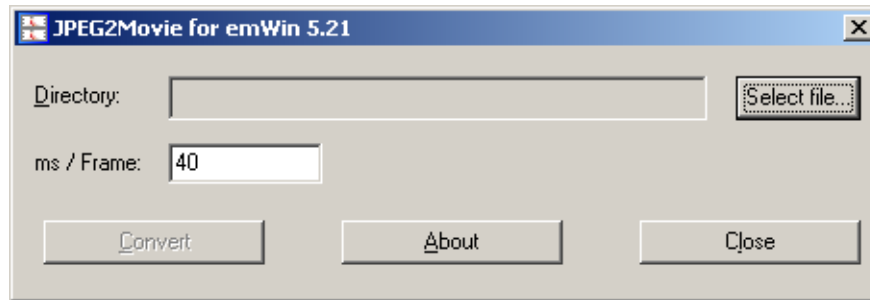 JPEG2Movie for emWin 5.21
Directory: Select file...
ms / Frame: 40
Convert About Close